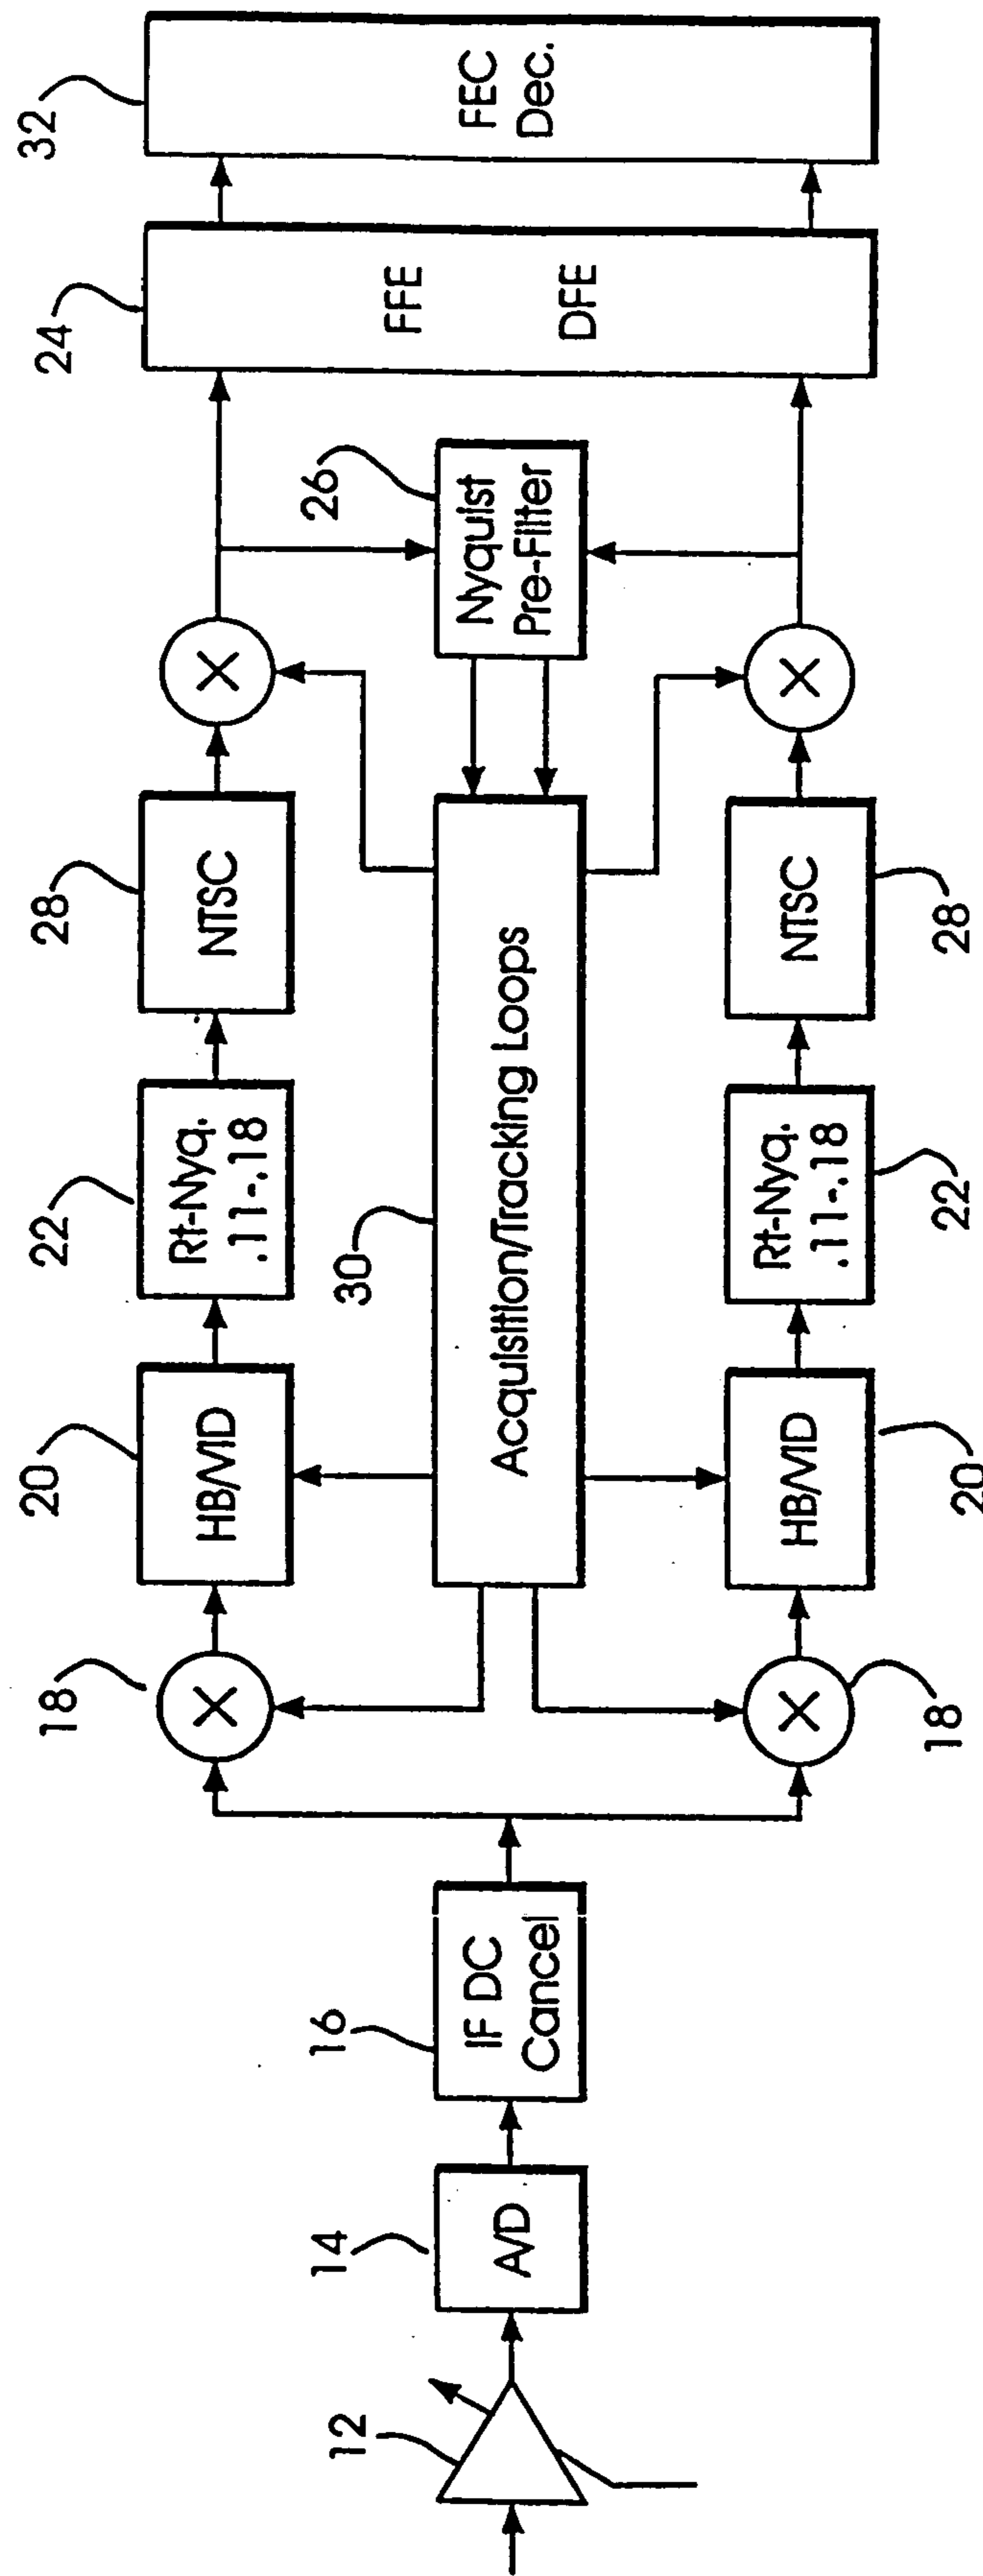 12
14
A/D
16
IF DC
Cancel
18
20
HB/VID
22
Rt-Nyq.
.11-.18
28
NTSC
30
Acquisition/Tracking Loops
26
Nyquist
Pre-Filter
18
HB/VID
20
Rt-Nyq.
.11-.18
22
NTSC
28
24
FFE
DFE
32
FEC
Dec.